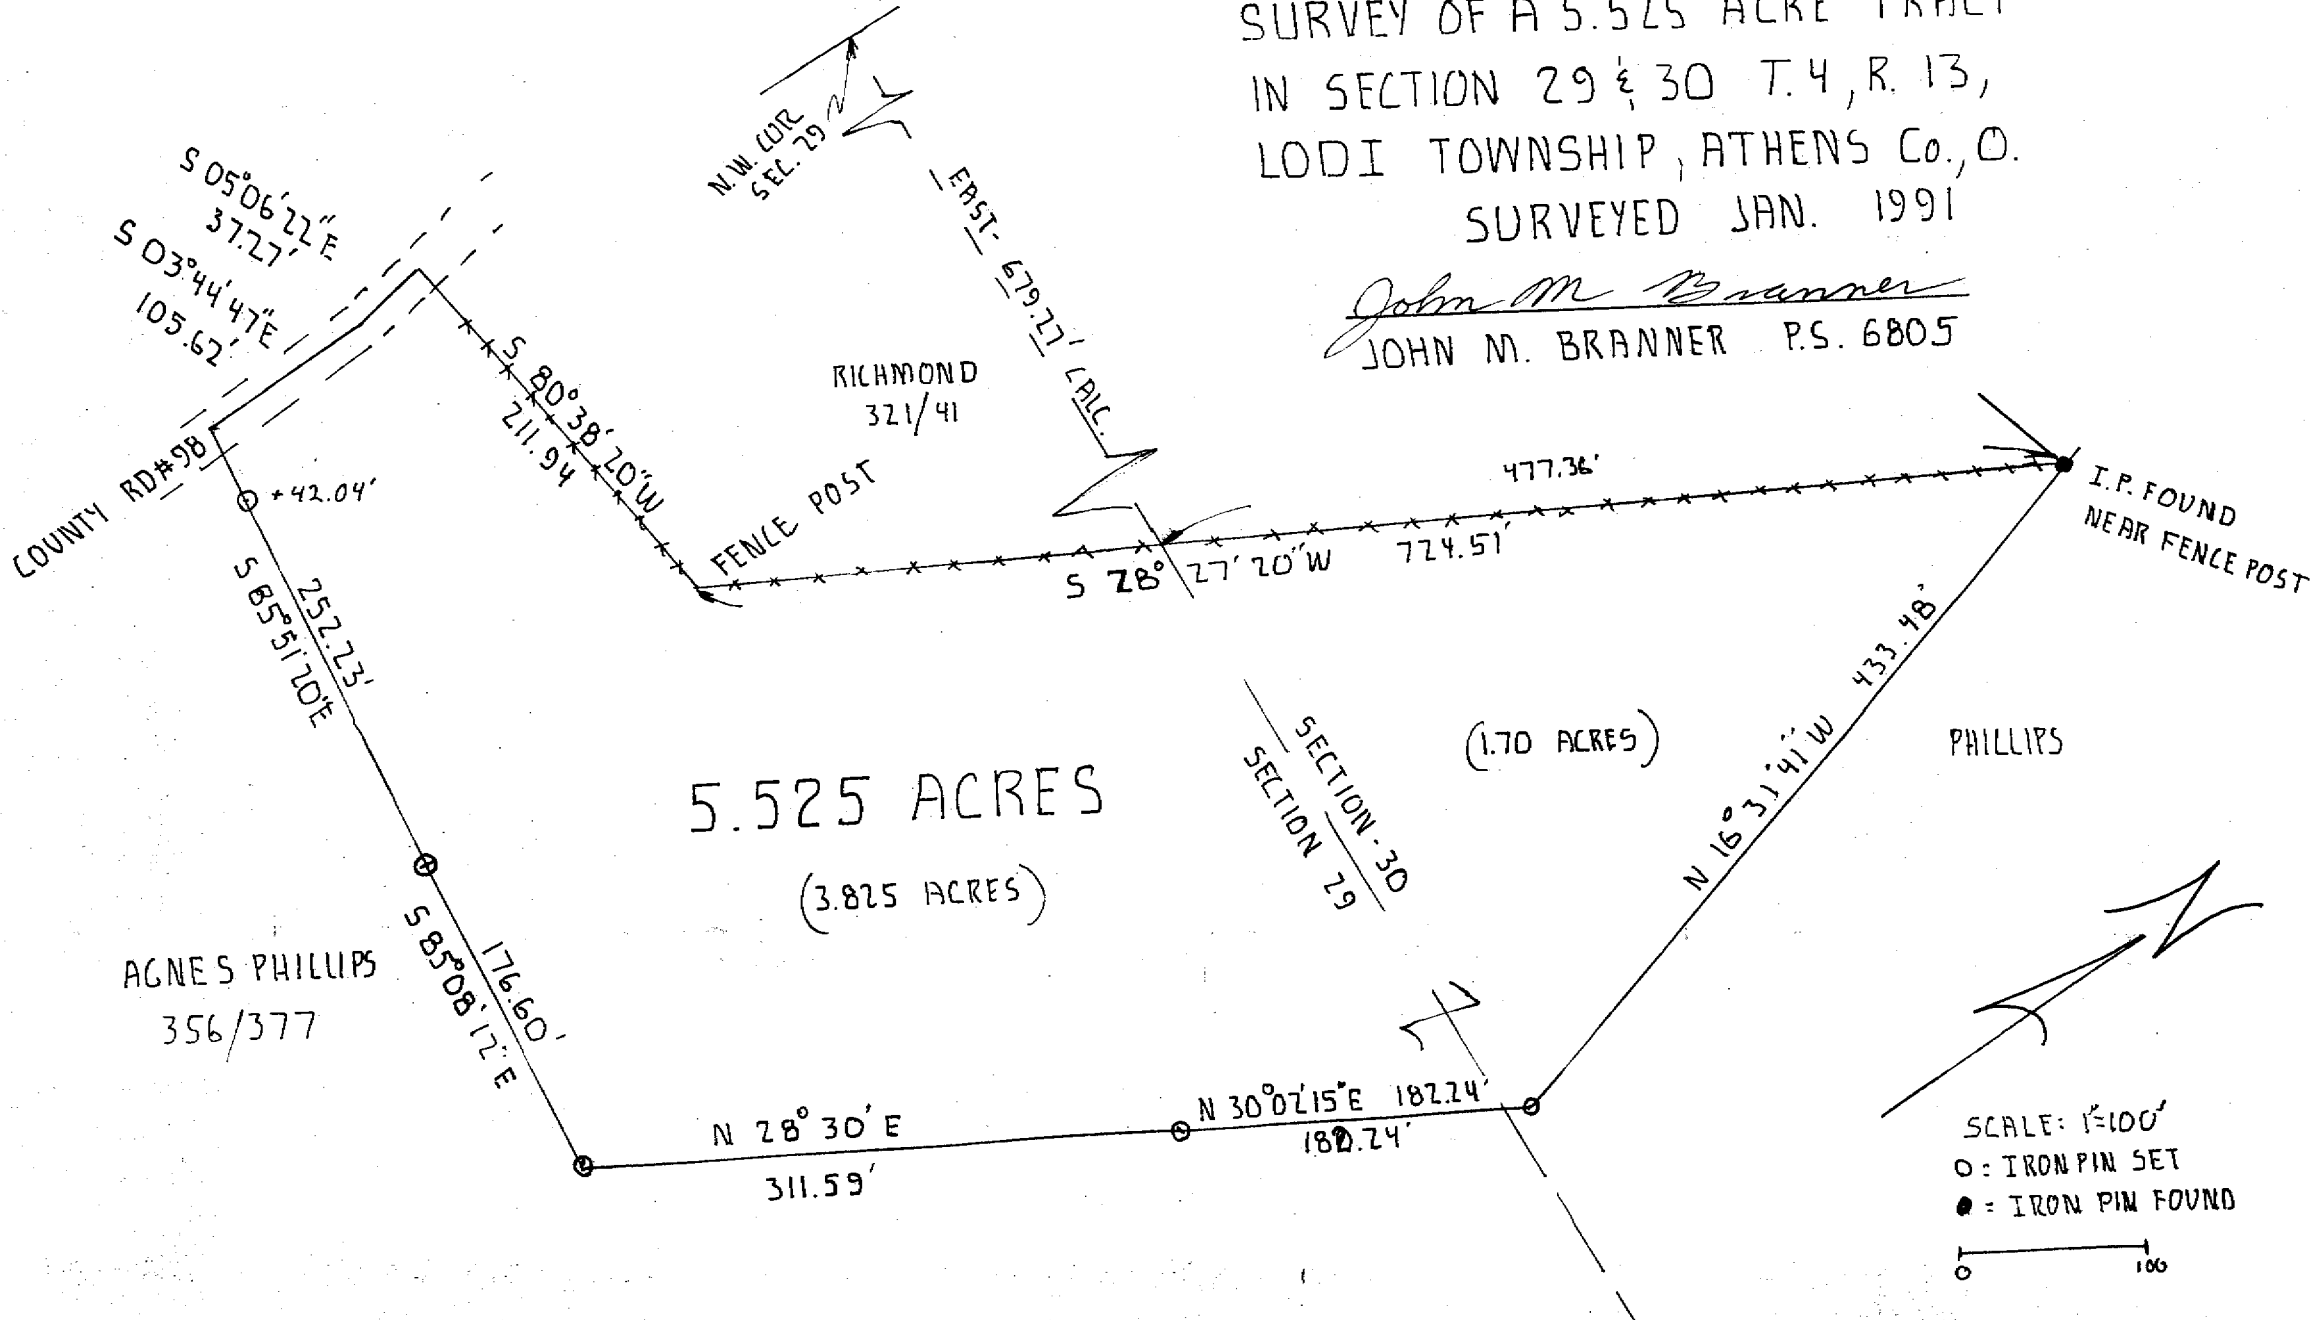 SURVEY OF A 5.525 ACRE TRACT
IN SECTION 29 & 30 T.4, R. 13,
LODI TOWNSHIP, ATHENS Co., O.
SURVEYED JAN. 1991
John M Branner
JOHN M. BRANNER P.S. 6805
N.W. COR
SEC. 29
EAST- 679.27' CALC.
S 05°06'22"E
37.27'
S 03°44'47"E
105.62'
COUNTY RD#98
+42.04'
S 80°38'20"W
211.94
RICHMOND
321/41
FENCE POST
477.36'
S 28° 27' 20"W 724.51'
I.P. FOUND
NEAR FENCE POST
252.23'
S 85°51'20"E
433.48'
N 16°31'41"W
PHILLIPS
SECTION-30
SECTION 29
(1.70 ACRES)
5.525 ACRES
(3.825 ACRES)
AGNES PHILLIPS
356/377
176.60'
S 85°08'12"E
N 28°30'E
311.59'
N 30°02'15"E 182.24'
182.24'
SCALE: 1"=100'
O = IRON PIN SET
● = IRON PIN FOUND
0 100